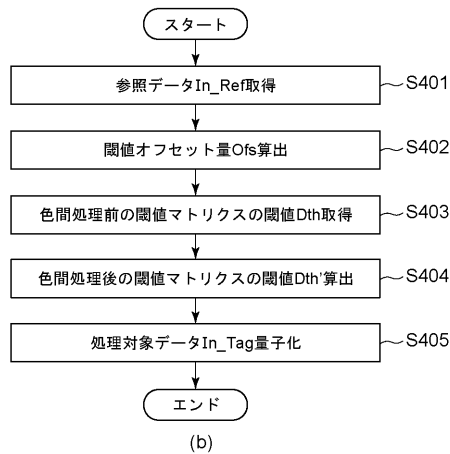 スタート
参照データIn_Ref取得 S401
閾値オフセット量Ofs算出 S402
色間処理前の閾値マトリクスの閾値Dth取得 S403
色間処理後の閾値マトリクスの閾値Dth'算出 S404
処理対象データIn_Tag量子化 S405
エンド
(b)